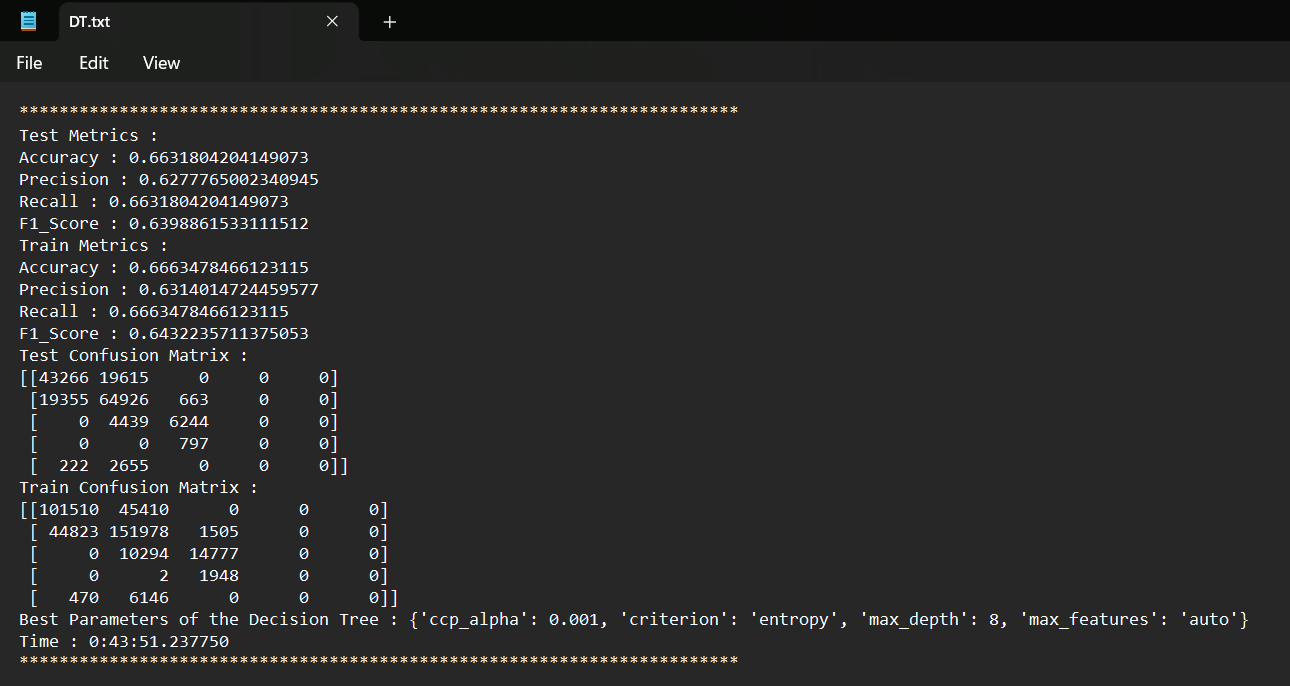 DT.txt
File Edit View
************************************************************************
Test Metrics :
Accuracy : 0.6631804204149073
Precision : 0.6277765002340945
Recall : 0.6631804204149073
F1_Score : 0.6398861533111512
Train Metrics :
Accuracy : 0.6663478466123115
Precision : 0.6314014724459577
Recall : 0.6663478466123115
F1_Score : 0.6432235711375053
Test Confusion Matrix :
[[43266 19615     0     0     0]
 [19355 64926   663     0     0]
 [    0  4439  6244     0     0]
 [    0     0   797     0     0]
 [  222  2655     0     0     0]]
Train Confusion Matrix :
[[101510  45410      0      0      0]
 [ 44823 151978   1505      0      0]
 [     0  10294  14777      0      0]
 [     0      2   1948      0      0]
 [   470   6146      0      0      0]]
Best Parameters of the Decision Tree : {'ccp_alpha': 0.001, 'criterion': 'entropy', 'max_depth': 8, 'max_features': 'auto'}
Time : 0:43:51.237750
************************************************************************